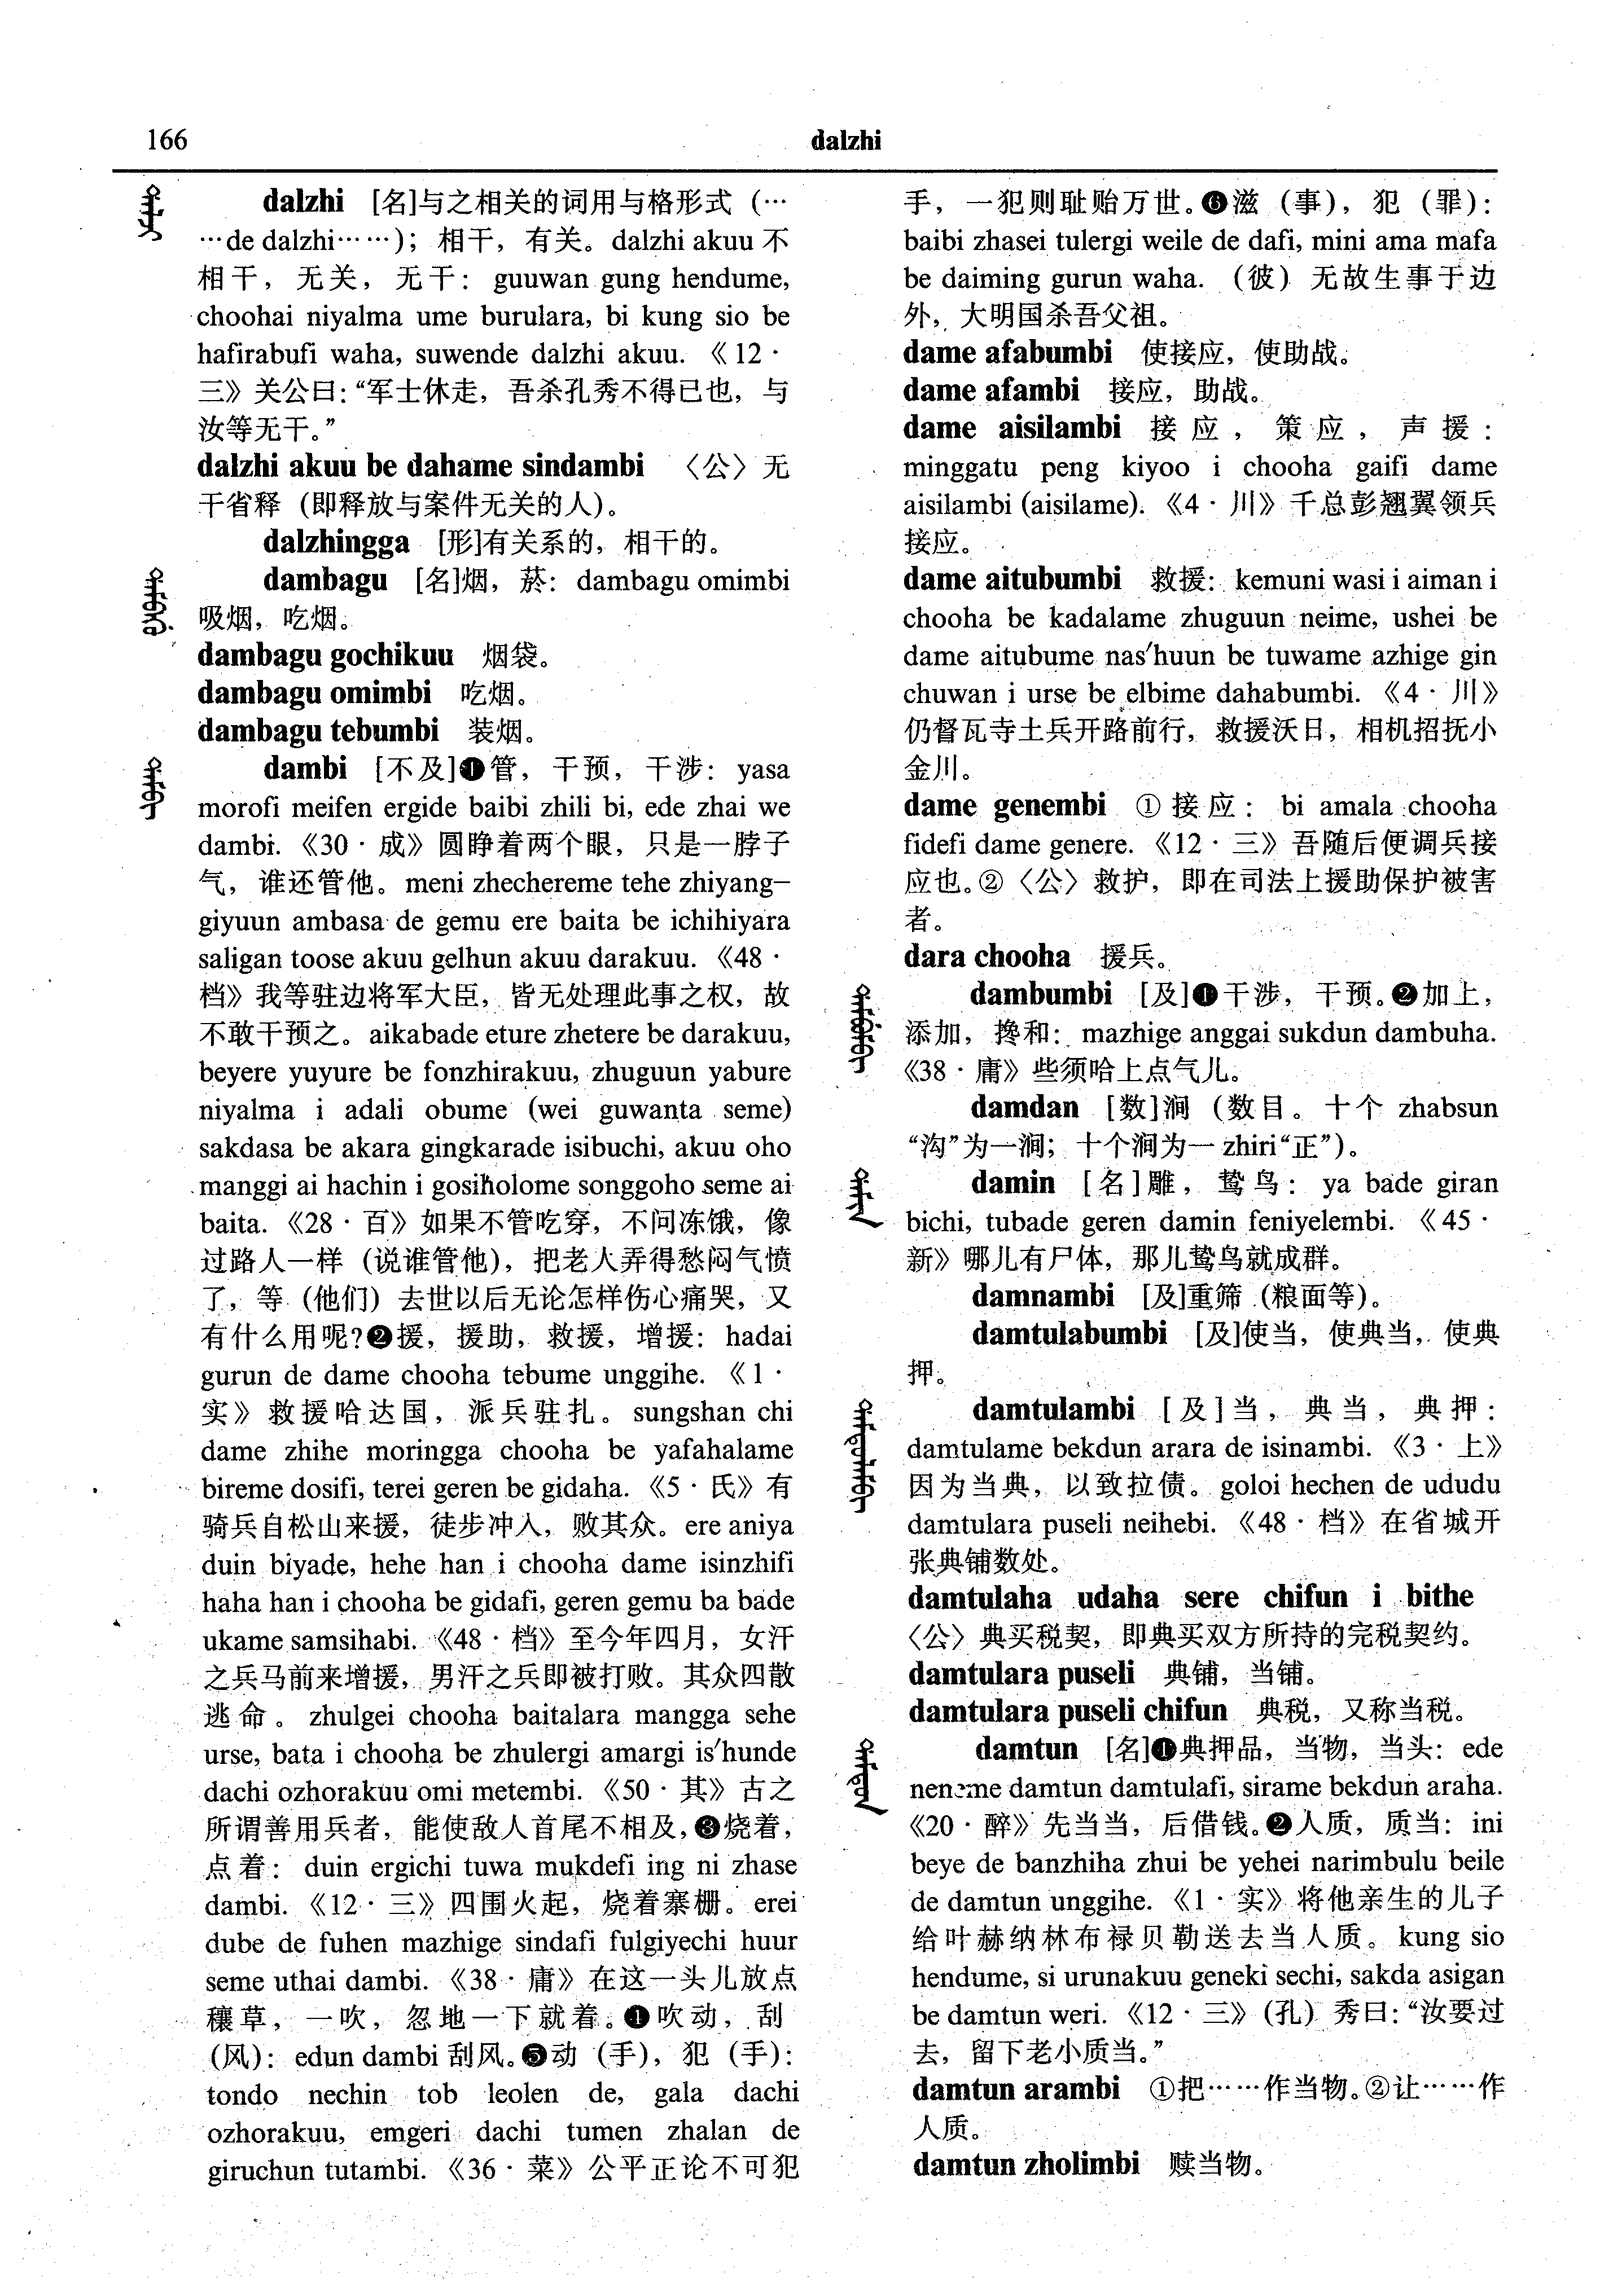 166
dalzhi
dalzhi [名]与之相关的词用与格形式（…
…de dalzhi……）；相干，有关。dalzhi akuu 不
相干，无关，无干：guuwan gung hendume,
choohai niyalma ume burulara, bi kung sio be
hafirabufi waha, suwende dalzhi akuu. 《12·
三》关公曰：“军士休走，吾杀孔秀不得已也，与
汝等无干。”
dalzhi akuu be dahame sindambi 〈公〉无
干省释（即释放与案件无关的人）。
dalzhingga [形]有关系的，相干的。
dambagu [名]烟，菸：dambagu omimbi
吸烟，吃烟。
dambagu gochikuu 烟袋。
dambagu omimbi 吃烟。
dambagu tebumbi 装烟。
dambi [不及]❶管，干预，干涉：yasa
morofi meifen ergide baibi zhili bi, ede zhai we
dambi. 《30·成》圆睁着两个眼，只是一脖子
气，谁还管他。meni zhechereme tehe zhiyang-
giyuun ambasa de gemu ere baita be ichihiyara
saligan toose akuu gelhun akuu darakuu. 《48·
档》我等驻边将军大臣，皆无处理此事之权，故
不敢干预之。aikabade eture zhetere be darakuu,
beyere yuyure be fonzhirakuu, zhuguun yabure
niyalma i adali obume (wei guwanta seme)
sakdasa be akara gingkarade isibuchi, akuu oho
manggi ai hachin i gosiholome songgoho seme ai
baita. 《28·百》如果不管吃穿，不问冻饿，像
过路人一样（说谁管他），把老人弄得愁闷气愤
了，等（他们）去世以后无论怎样伤心痛哭，又
有什么用呢?❷援，援助，救援，增援：hadai
gurun de dame chooha tebume unggihe. 《1·
实》救援哈达国，派兵驻扎。sungshan chi
dame zhihe moringga chooha be yafahalame
bireme dosifi, terei geren be gidaha. 《5·氏》有
骑兵自松山来援，徒步冲入，败其众。ere aniya
duin biyade, hehe han i chooha dame isinzhifi
haha han i chooha be gidafi, geren gemu ba bade
ukame samsihabi. 《48·档》至今年四月，女汗
之兵马前来增援，男汗之兵即被打败。其众四散
逃命。zhulgei chooha baitalara mangga sehe
urse, bata i chooha be zhulergi amargi is'hunde
dachi ozhorakuu omi metembi. 《50·其》古之
所谓善用兵者，能使敌人首尾不相及，❸烧着，
点着：duin ergichi tuwa mukdefi ing ni zhase
dambi. 《12·三》四围火起，烧着寨栅。erei
dube de fuhen mazhige sindafi fulgiyechi huur
seme uthai dambi. 《38·庸》在这一头儿放点
穰草，一吹，忽地一下就着。❶吹动，刮
（风）：edun dambi 刮风。❺动（手），犯（手）：
tondo nechin tob leolen de, gala dachi
ozhorakuu, emgeri dachi tumen zhalan de
giruchun tutambi. 《36·菜》公平正论不可犯
手，一犯则耻贻万世。❻滋（事），犯（罪）：
baibi zhasei tulergi weile de dafi, mini ama mafa
be daiming gurun waha. （彼）无故生事于边
外，大明国杀吾父祖。
dame afabumbi 使接应，使助战。
dame afambi 接应，助战。
dame aisilambi 接应，策应，声援：
minggatu peng kiyoo i chooha gaifi dame
aisilambi (aisilame). 《4·川》千总彭翘翼领兵
接应。
dame aitubumbi 救援：kemuni wasi i aiman i
chooha be kadalame zhuguun neime, ushei be
dame aitubume nas'huun be tuwame azhige gin
chuwan i urse be elbime dahabumbi. 《4·川》
仍督瓦寺土兵开路前行，救援沃日，相机招抚小
金川。
dame genembi ①接应：bi amala chooha
fidefi dame genere. 《12·三》吾随后便调兵接
应也。②〈公〉救护，即在司法上援助保护被害
者。
dara chooha 援兵。
dambumbi [及]❶干涉，干预。❷加上，
添加，搀和：mazhige anggai sukdun dambuha.
《38·庸》些须哈上点气儿。
damdan [数]涧（数目。十个 zhabsun
“沟”为一涧；十个涧为一 zhiri“正”）。
damin [名]雕，鸷鸟：ya bade giran
bichi, tubade geren damin feniyelembi. 《45·
新》哪儿有尸体，那儿鸷鸟就成群。
damnambi [及]重筛（粮面等）。
damtulabumbi [及]使当，使典当，使典
押。
damtulambi [及]当，典当，典押：
damtulame bekdun arara de isinambi. 《3·上》
因为当典，以致拉债。goloi hechen de ududu
damtulara puseli neihebi. 《48·档》在省城开
张典铺数处。
damtulaha udaha sere chifun i bithe
〈公〉典买税契，即典买双方所持的完税契约。
damtulara puseli 典铺，当铺。
damtulara puseli chifun 典税，又称当税。
damtun [名]❶典押品，当物，当头：ede
neneme damtun damtulafi, sirame bekdun araha.
《20·醉》先当当，后借钱。❷人质，质当：ini
beye de banzhiha zhui be yehei narimbulu beile
de damtun unggihe. 《1·实》将他亲生的儿子
给叶赫纳林布禄贝勒送去当人质。kung sio
hendume, si urunakuu geneki sechi, sakda asigan
be damtun weri. 《12·三》（孔）秀曰：“汝要过
去，留下老小质当。”
damtun arambi ①把……作当物。②让……作
人质。
damtun zholimbi 赎当物。